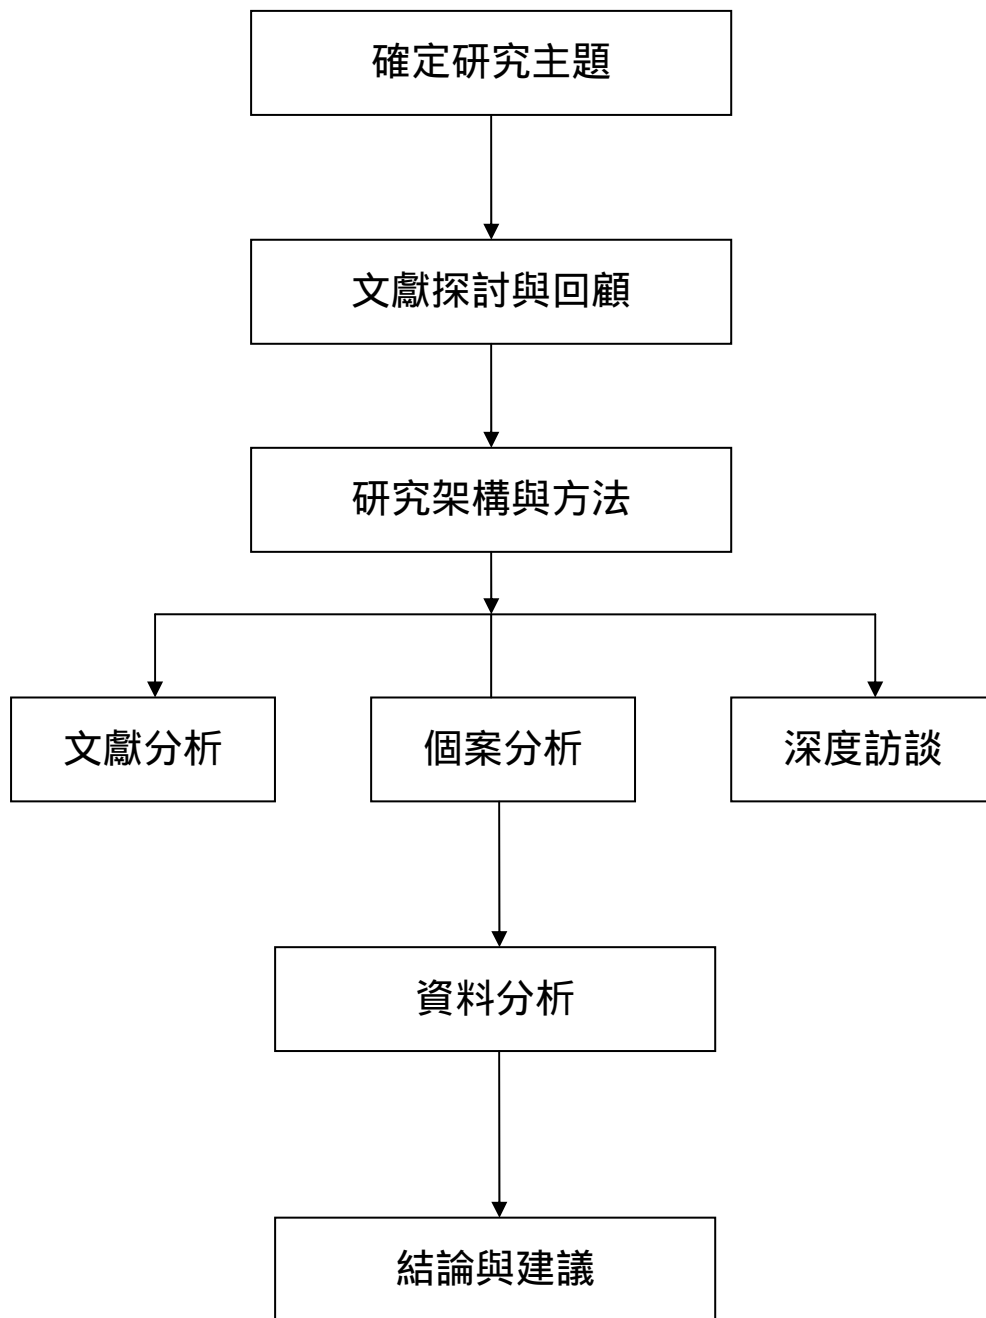 確定研究主題
文獻探討與回顧
研究架構與方法
文獻分析
個案分析
深度訪談
資料分析
結論與建議